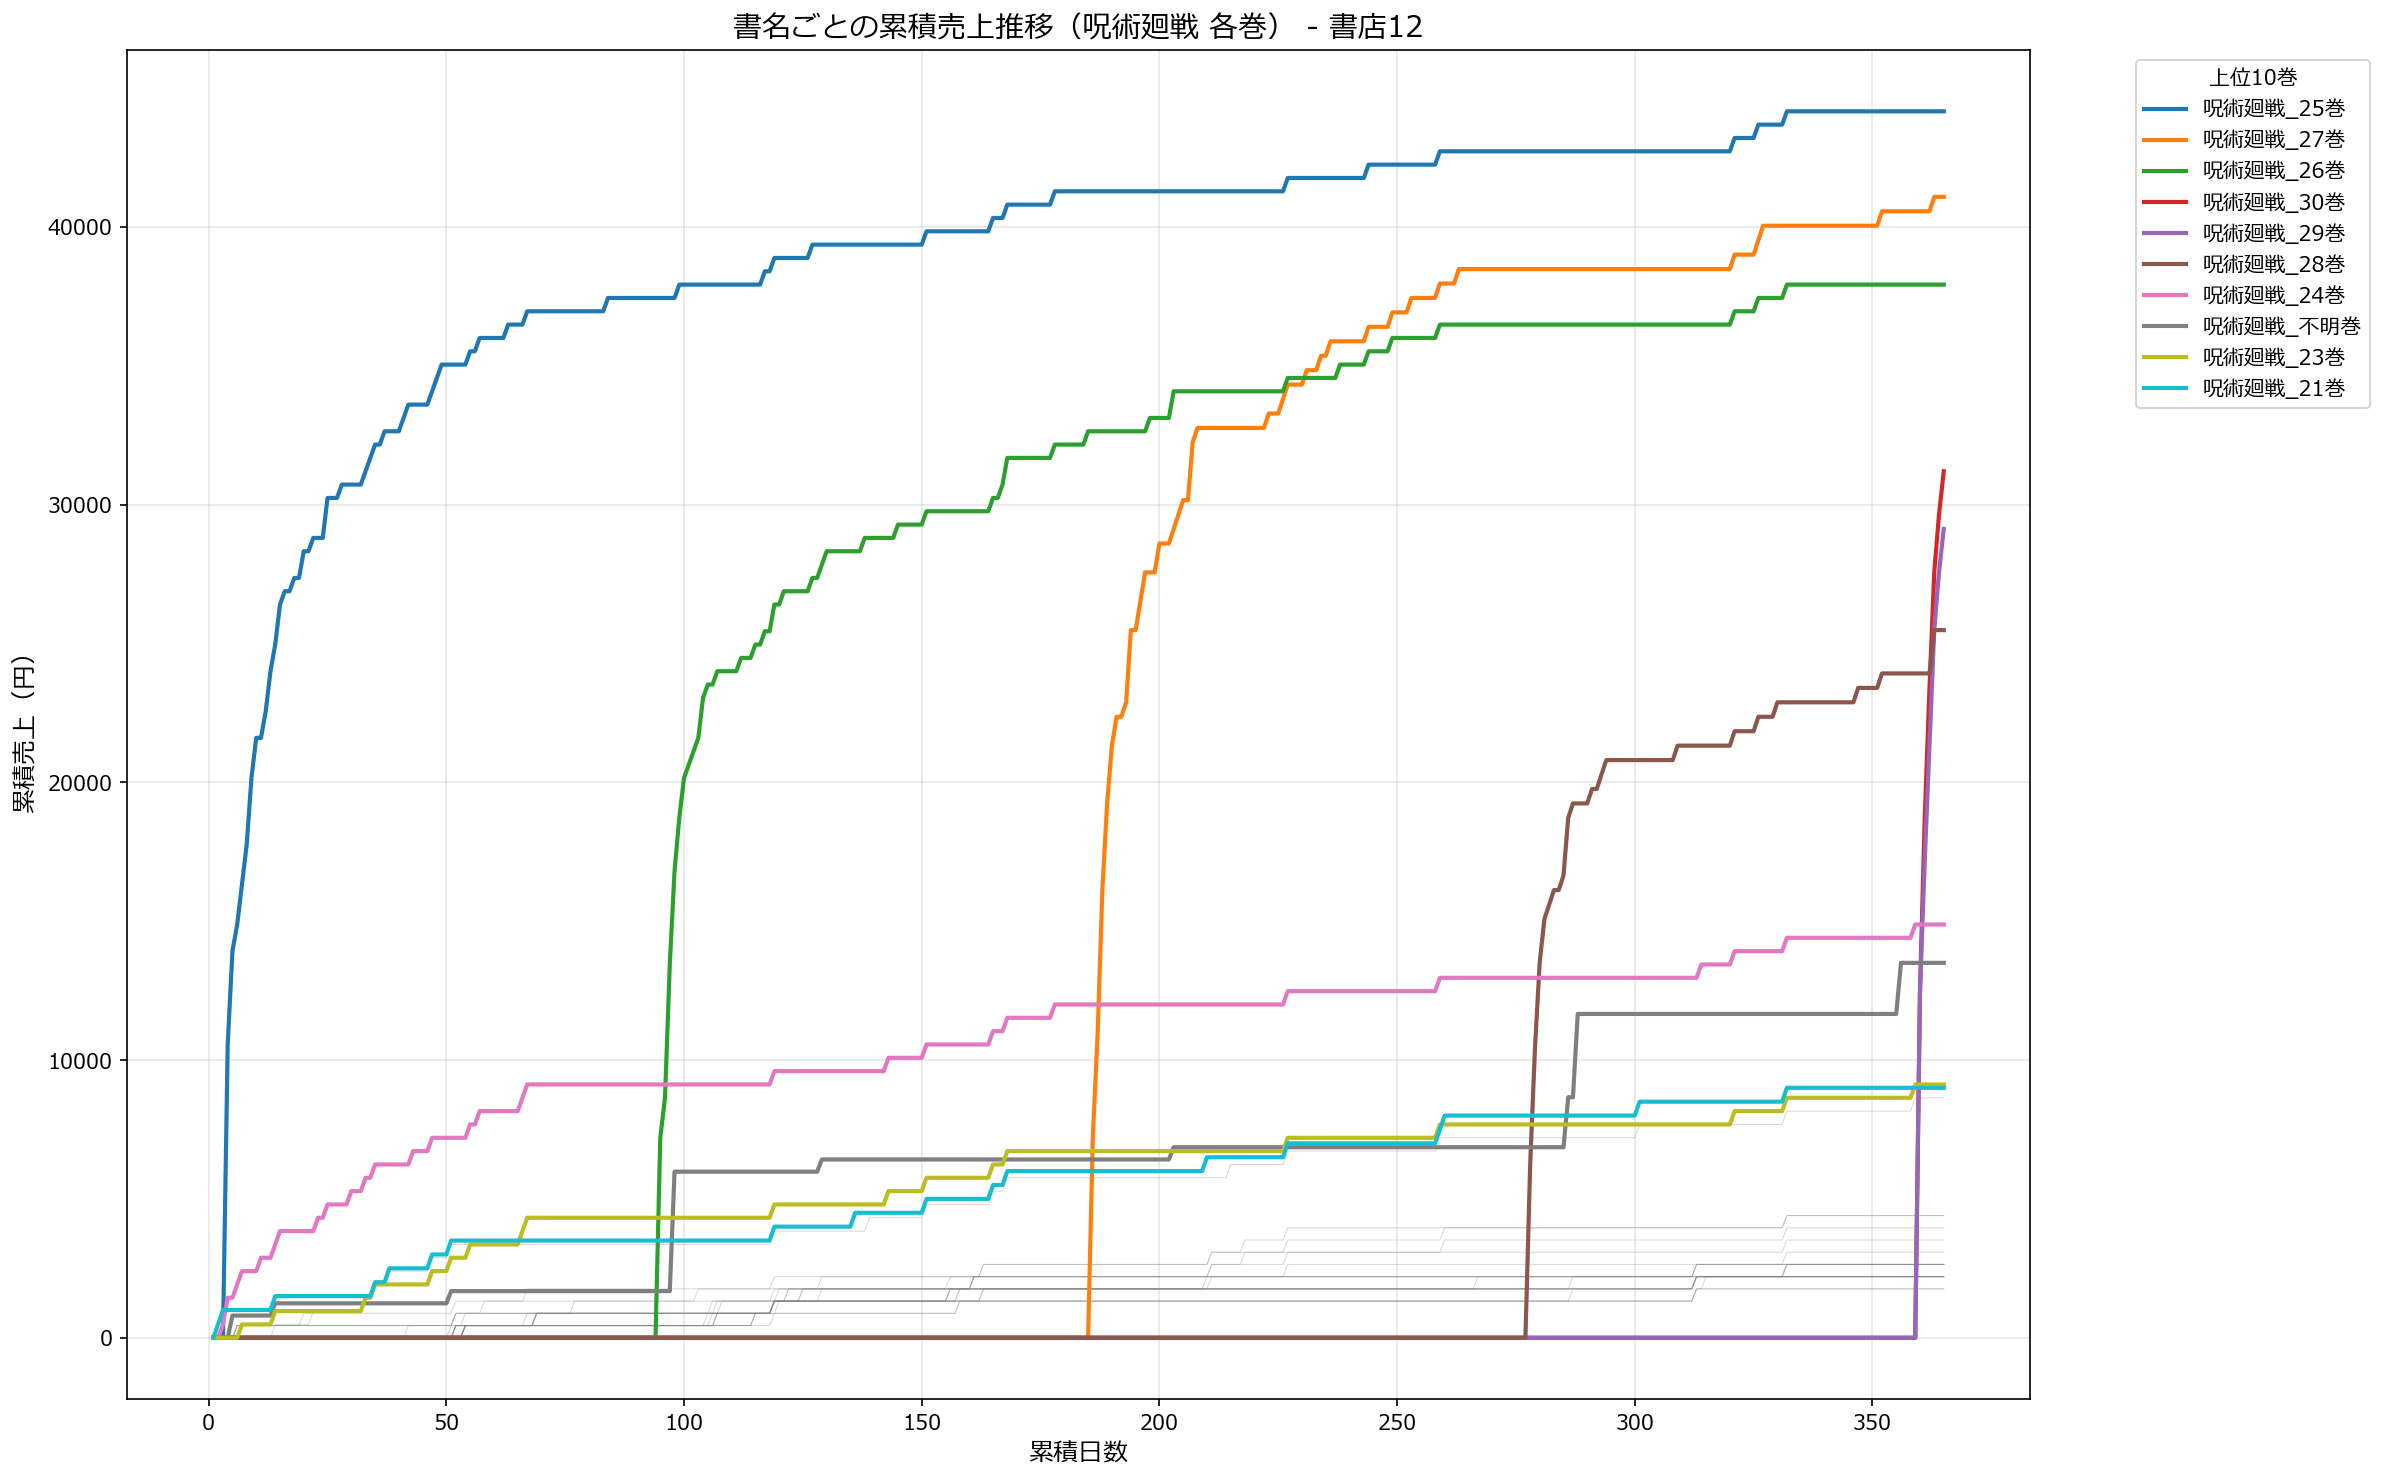 書名ごとの累積売上推移（呪術廻戦 各巻） - 書店12
上位10巻
呪術廻戦_25巻
呪術廻戦_27巻
呪術廻戦_26巻
呪術廻戦_30巻
呪術廻戦_29巻
呪術廻戦_28巻
呪術廻戦_24巻
呪術廻戦_不明巻
呪術廻戦_23巻
呪術廻戦_21巻
累積売上（円）
40000
30000
20000
10000
0
0 50 100 150 200 250 300 350
累積日数